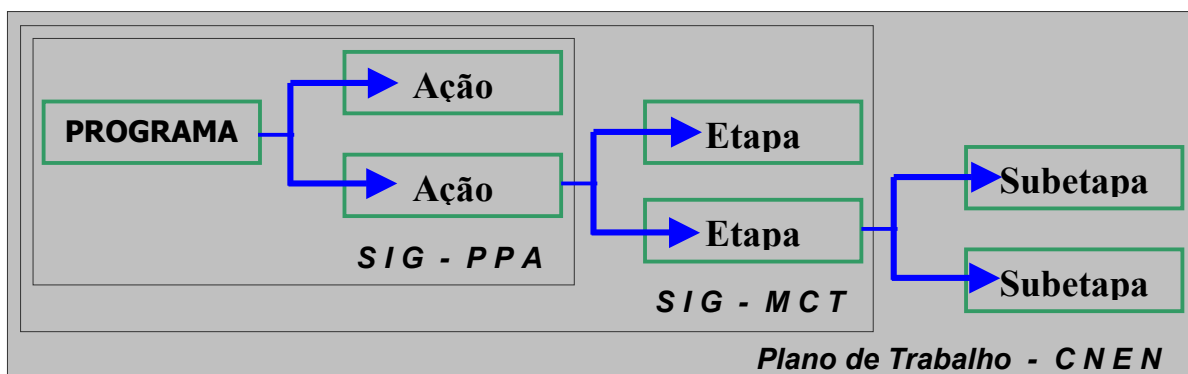 PROGRAMA
Ação
Ação
S I G - P P A
Etapa
Etapa
S I G - M C T
Subetapa
Subetapa
Plano de Trabalho - C N E N